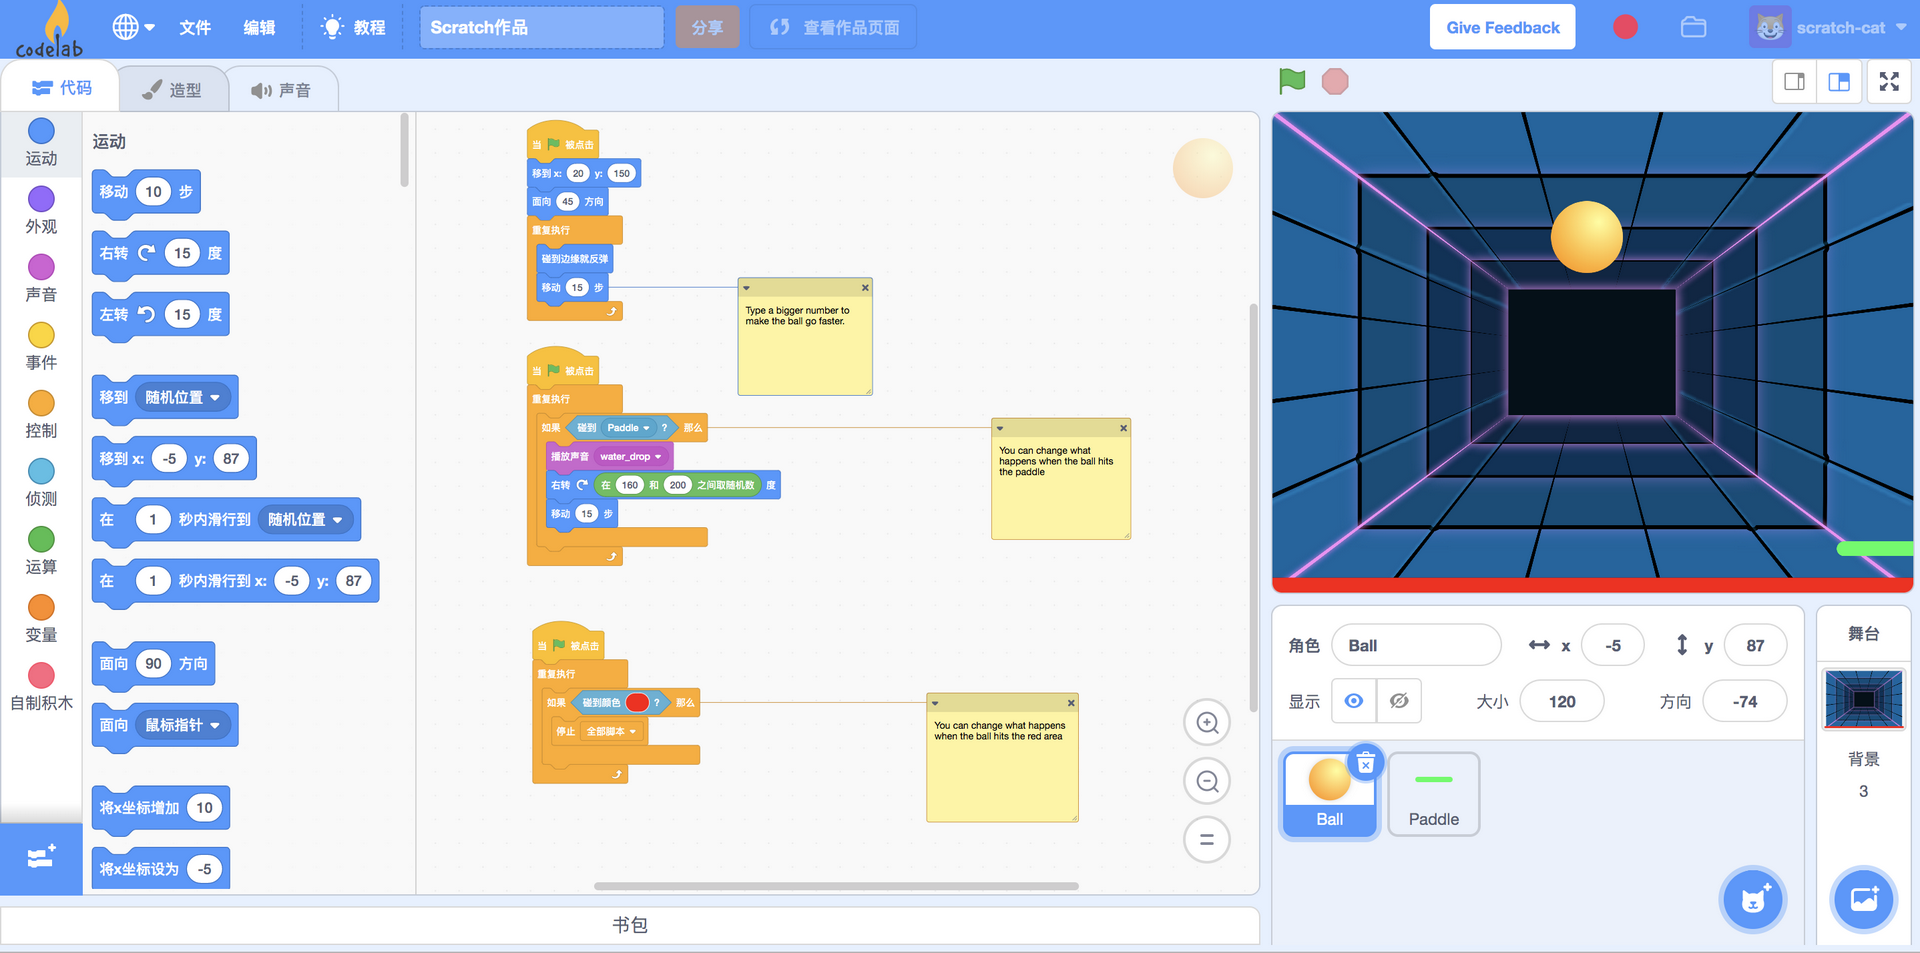 codelab
文件
编辑
教程
Scratch作品
分享
查看作品页面
Give Feedback
scratch-cat
代码
造型
声音
运动
外观
声音
事件
控制
侦测
运算
变量
自制积木
运动
移动 10 步
右转 15 度
左转 15 度
移到 随机位置
移到 x: -5 y: 87
在 1 秒内滑行到 随机位置
在 1 秒内滑行到 x: -5 y: 87
面向 90 方向
面向 鼠标指针
将x坐标增加 10
将x坐标设为 -5
当 被点击
移到 x: 20 y: 150
面向 45 方向
重复执行
碰到边缘就反弹
移动 15 步
Type a bigger number to
make the ball go faster.
当 被点击
重复执行
如果 碰到 Paddle ? 那么
播放声音 water_drop
右转 在 160 和 200 之间取随机数 度
移动 15 步
You can change what
happens when the ball hits
the paddle
当 被点击
重复执行
如果 碰到颜色 ? 那么
停止 全部脚本
You can change what happens
when the ball hits the red area
书包
角色 Ball x -5 y 87
显示 大小 120 方向 -74
Ball
Paddle
舞台
背景
3